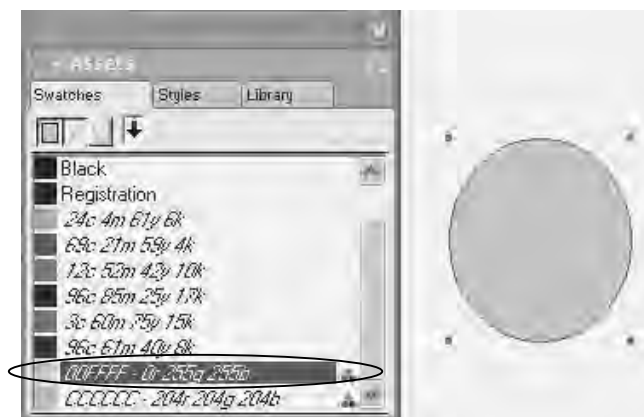 Assets
Swatches Styles Library
Black
Registration
24c 4m 61y 6k
69c 21m 59y 4k
12c 52m 42y 10k
96c 85m 25y 17k
3c 60m 75y 15k
96c 61m 40y 8k
00FFFF - 0r 255g 255b
CCCCCC - 204r 204g 204b